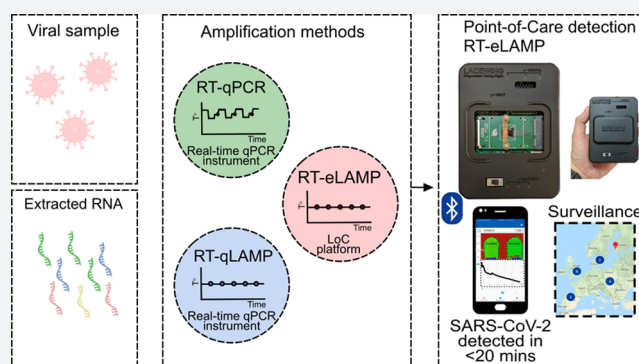 Viral sample
Extracted RNA
Amplification methods
RT-qPCR
Time
Real-time qPCR
instrument
RT-eLAMP
Time
LoC
platform
RT-qLAMP
Time
Real-time qPCR
instrument
Point-of-Care detection
RT-eLAMP
LACEWING
SARS-CoV-2
detected in
<20 mins
Surveillance